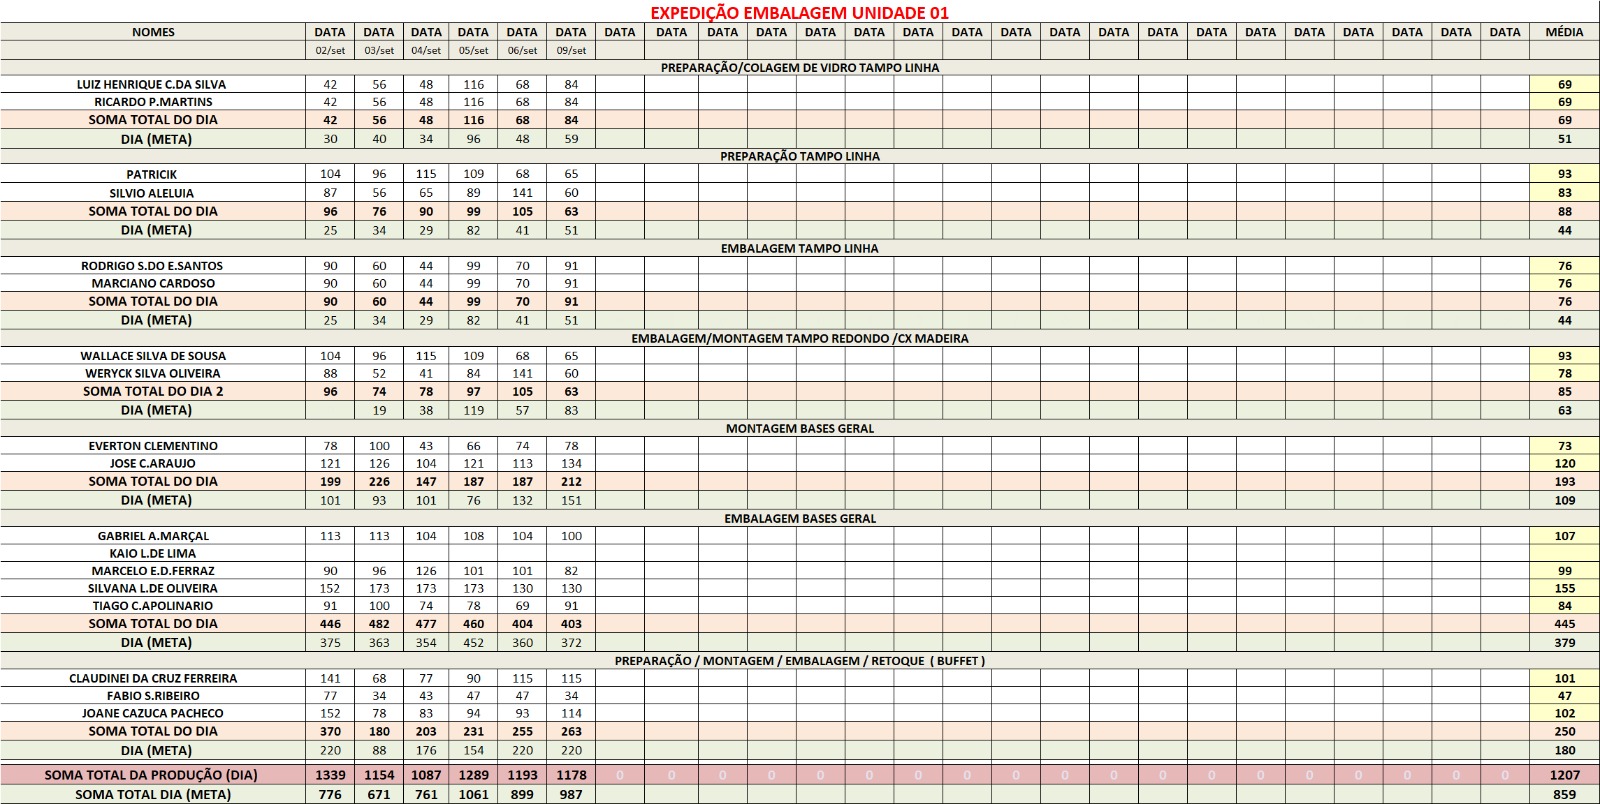 EXPEDIÇÃO EMBALAGEM UNIDADE 01
NOMES DATA DATA DATA DATA DATA DATA DATA DATA DATA DATA DATA DATA DATA DATA DATA DATA DATA DATA DATA DATA DATA DATA DATA DATA DATA MÉDIA
02/set 03/set 04/set 05/set 06/set 09/set
PREPARAÇÃO/COLAGEM DE VIDRO TAMPO LINHA
LUIZ HENRIQUE C.DA SILVA 42 56 48 116 68 84 69
RICARDO P.MARTINS 42 56 48 116 68 84 69
SOMA TOTAL DO DIA 42 56 48 116 68 84 69
DIA (META) 30 40 34 96 48 59 51
PREPARAÇÃO TAMPO LINHA
PATRICIK 104 96 115 109 68 65 93
SILVIO ALELUIA 87 56 65 89 141 60 83
SOMA TOTAL DO DIA 96 76 90 99 105 63 88
DIA (META) 25 34 29 82 41 51 44
EMBALAGEM TAMPO LINHA
RODRIGO S.DO E.SANTOS 90 60 44 99 70 91 76
MARCIANO CARDOSO 90 60 44 99 70 91 76
SOMA TOTAL DO DIA 90 60 44 99 70 91 76
DIA (META) 25 34 29 82 41 51 44
EMBALAGEM/MONTAGEM TAMPO REDONDO /CX MADEIRA
WALLACE SILVA DE SOUSA 104 96 115 109 68 65 93
WERYCK SILVA OLIVEIRA 88 52 41 84 141 60 78
SOMA TOTAL DO DIA 2 96 74 78 97 105 63 85
DIA (META) 19 38 119 57 83 63
MONTAGEM BASES GERAL
EVERTON CLEMENTINO 78 100 43 66 74 78 73
JOSE C.ARAUJO 121 126 104 121 113 134 120
SOMA TOTAL DO DIA 199 226 147 187 187 212 193
DIA (META) 101 93 101 76 132 151 109
EMBALAGEM BASES GERAL
GABRIEL A.MARÇAL 113 113 104 108 104 100 107
KAIO L.DE LIMA
MARCELO E.D.FERRAZ 90 96 126 101 101 82 99
SILVANA L.DE OLIVEIRA 152 173 173 173 130 130 155
TIAGO C.APOLINARIO 91 100 74 78 69 91 84
SOMA TOTAL DO DIA 446 482 477 460 404 403 445
DIA (META) 375 363 354 452 360 372 379
PREPARAÇÃO / MONTAGEM / EMBALAGEM / RETOQUE ( BUFFET )
CLAUDINEI DA CRUZ FERREIRA 141 68 77 90 115 115 101
FABIO S.RIBEIRO 77 34 43 47 47 34 47
JOANE CAZUCA PACHECO 152 78 83 94 93 114 102
SOMA TOTAL DO DIA 370 180 203 231 255 263 250
DIA (META) 220 88 176 154 220 220 180
SOMA TOTAL DA PRODUÇÃO (DIA) 1339 1154 1087 1289 1193 1178 0 0 0 0 0 0 0 0 0 0 0 0 0 0 0 0 0 0 0 1207
SOMA TOTAL DIA (META) 776 671 761 1061 899 987 859